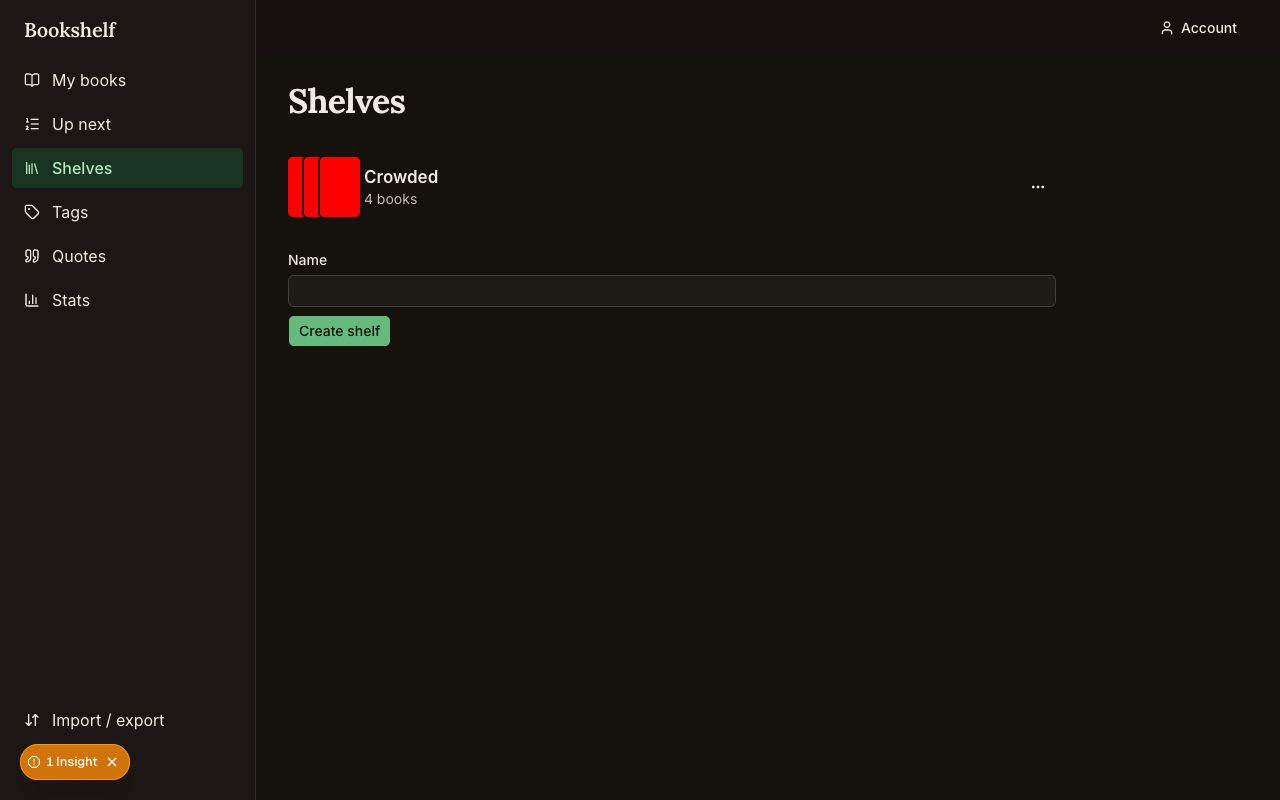 Bookshelf
My books
Up next
Shelves
Tags
Quotes
Stats
Import / export
1 Insight
Account
Shelves
Crowded
4 books
Name
Create shelf